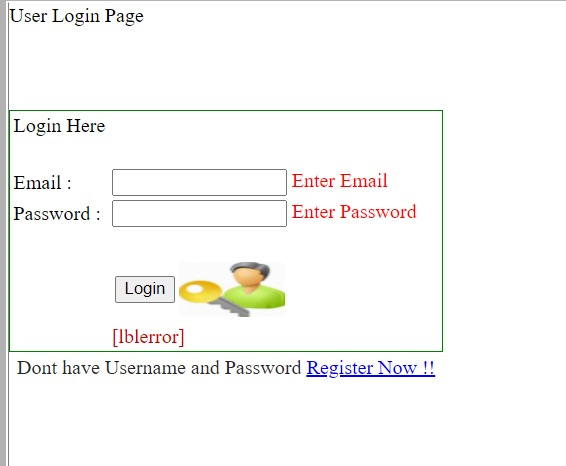 User Login Page
Login Here
Email : Enter Email
Password : Enter Password
Login
[lblerror]
Dont have Username and Password Register Now !!